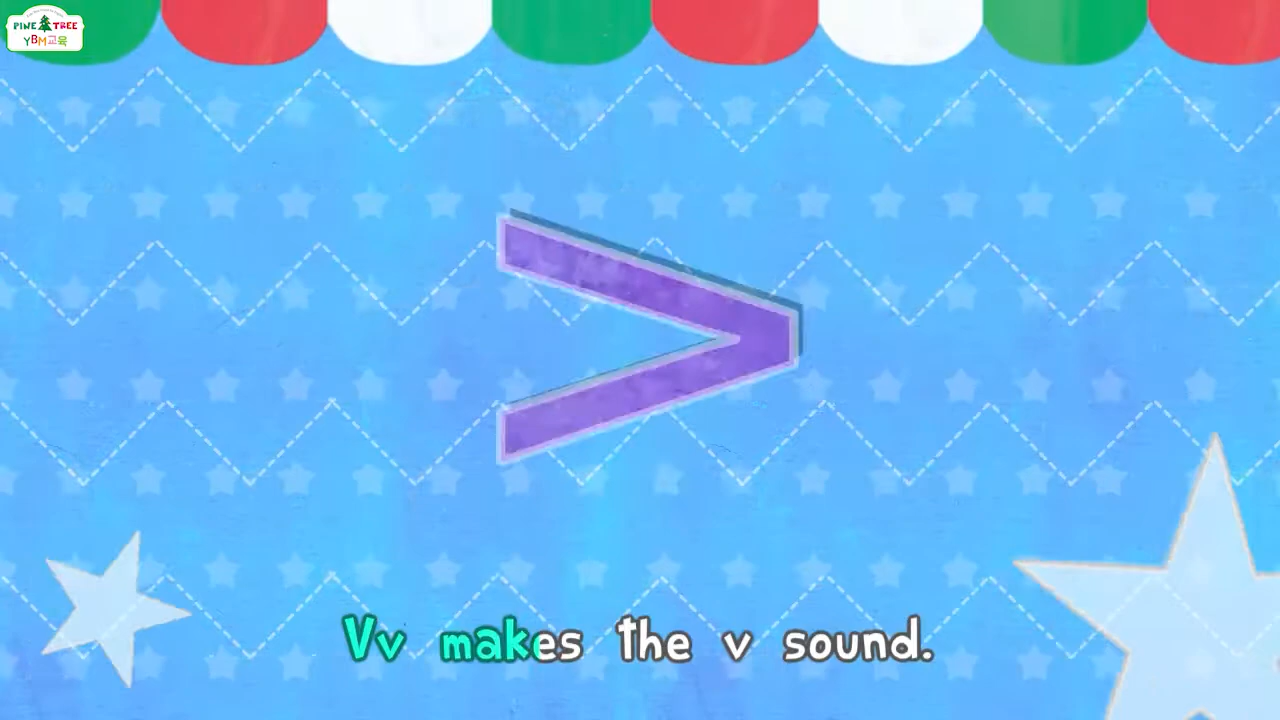 PINE TREE
YBM교육
V
Vv makes the v sound.